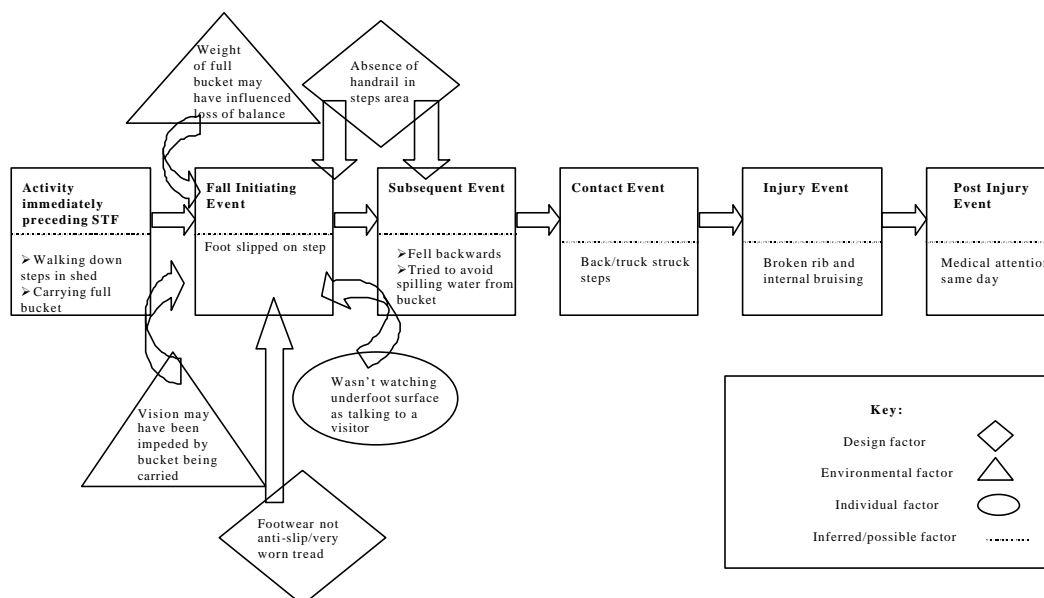 Weight
of full
bucket may
have influenced
loss of balance
Absence of
handrail in
steps area
Activity
immediately
preceding STF
➢Walking down
steps in shed
➢Carrying full
bucket
Fall Initiating
Event
Foot slipped on step
Subsequent Event
➢Fell backwards
➢Tried to avoid
spilling water from
bucket
Contact Event
Back/truck struck
steps
Injury Event
Broken rib and
internal bruising
Post Injury
Event
Medical attention
same day
Vision may
have been
impeded by
bucket being
carried
Wasn't watching
underfoot surface
as talking to a
visitor
Footwear not
anti-slip/very
worn tread
Key:
Design factor
Environmental factor
Individual factor
Inferred/possible factor